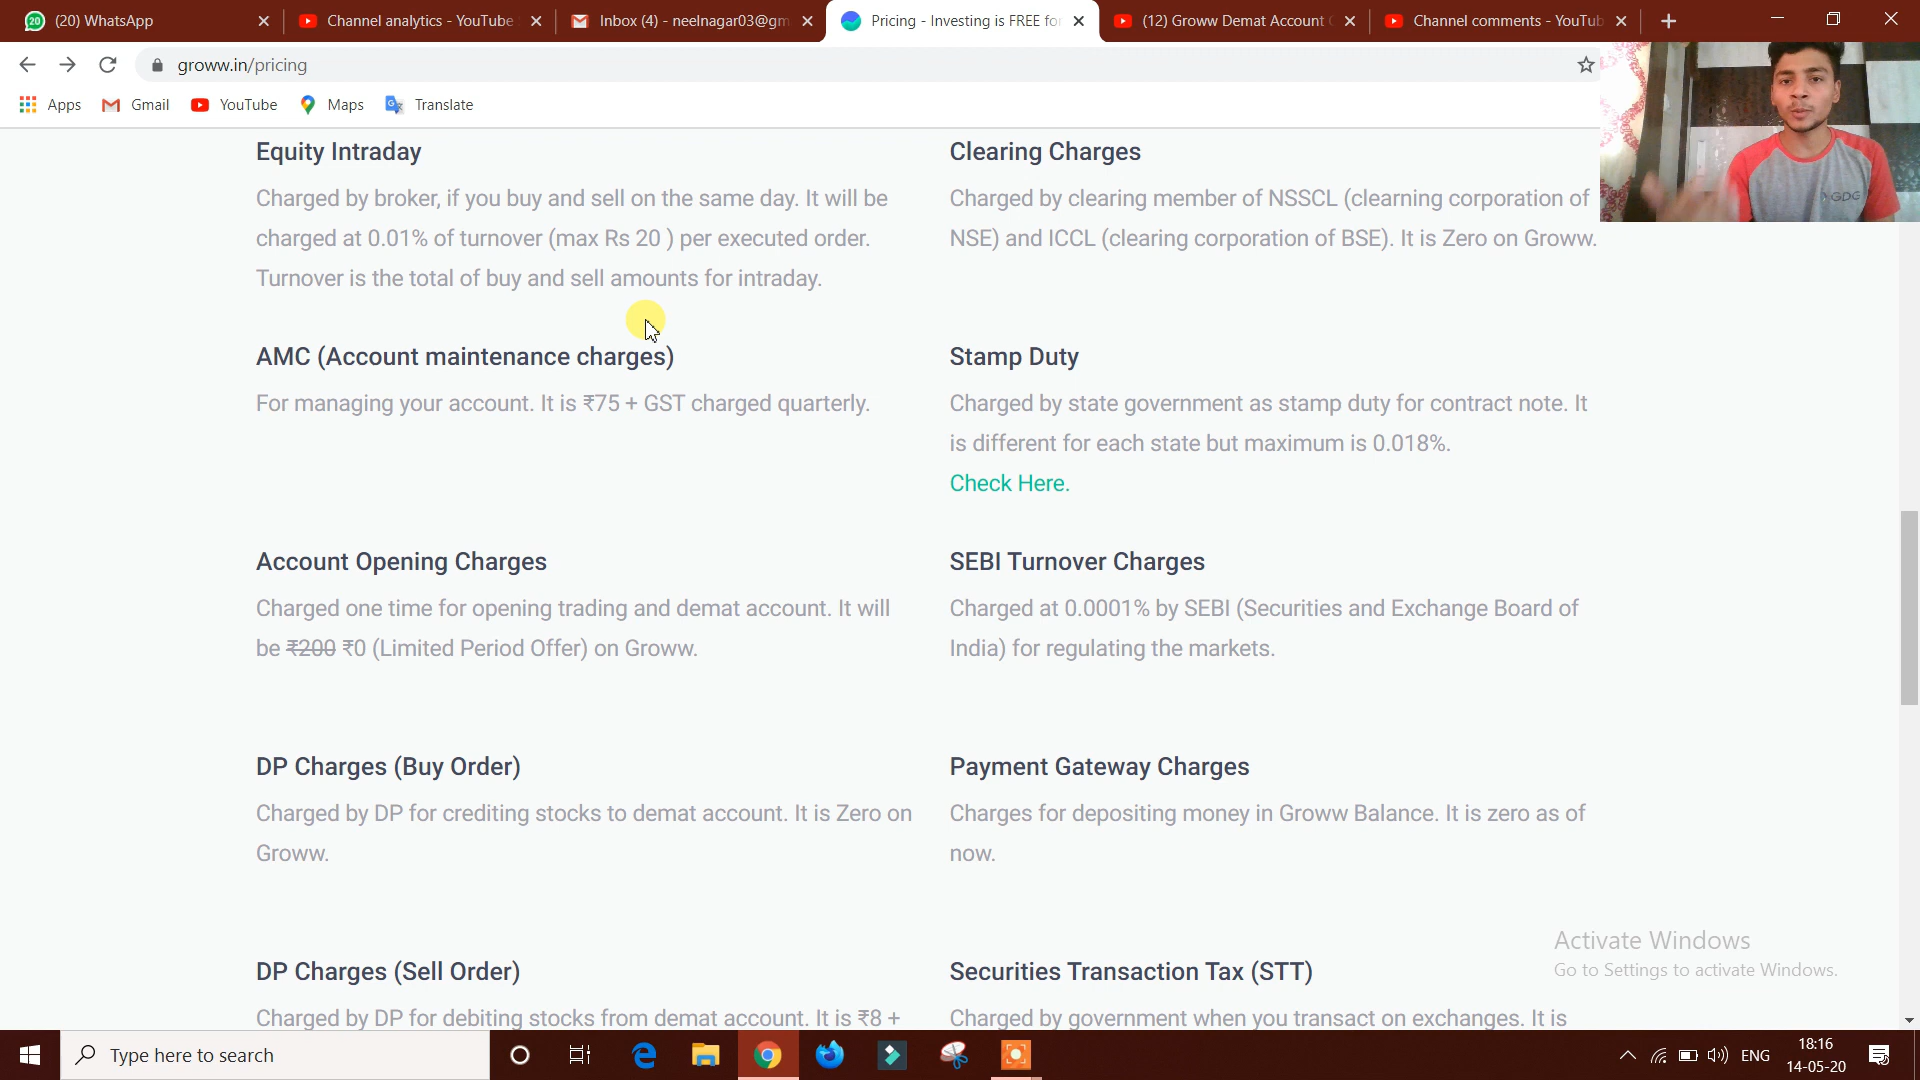 20 (20) WhatsApp
Channel analytics - YouTube
Inbox (4) - neelnagar03@gm
Pricing - Investing is FREE fo
(12) Groww Demat Account
Channel comments - YouTub
groww.in/pricing
Apps Gmail YouTube Maps Translate
Equity Intraday
Charged by broker, if you buy and sell on the same day. It will be
charged at 0.01% of turnover (max Rs 20 ) per executed order.
Turnover is the total of buy and sell amounts for intraday.
Clearing Charges
Charged by clearing member of NSSCL (clearning corporation of
NSE) and ICCL (clearing corporation of BSE). It is Zero on Groww.
GDG
AMC (Account maintenance charges)
For managing your account. It is ₹75 + GST charged quarterly.
Stamp Duty
Charged by state government as stamp duty for contract note. It
is different for each state but maximum is 0.018%.
Check Here.
Account Opening Charges
Charged one time for opening trading and demat account. It will
be ₹200 ₹0 (Limited Period Offer) on Groww.
SEBI Turnover Charges
Charged at 0.0001% by SEBI (Securities and Exchange Board of
India) for regulating the markets.
DP Charges (Buy Order)
Charged by DP for crediting stocks to demat account. It is Zero on
Groww.
Payment Gateway Charges
Charges for depositing money in Groww Balance. It is zero as of
now.
DP Charges (Sell Order)
Charged by DP for debiting stocks from demat account. It is ₹8 +
Securities Transaction Tax (STT)
Charged by government when you transact on exchanges. It is
Activate Windows
Go to Settings to activate Windows.
Type here to search
ENG
18:16
14-05-20